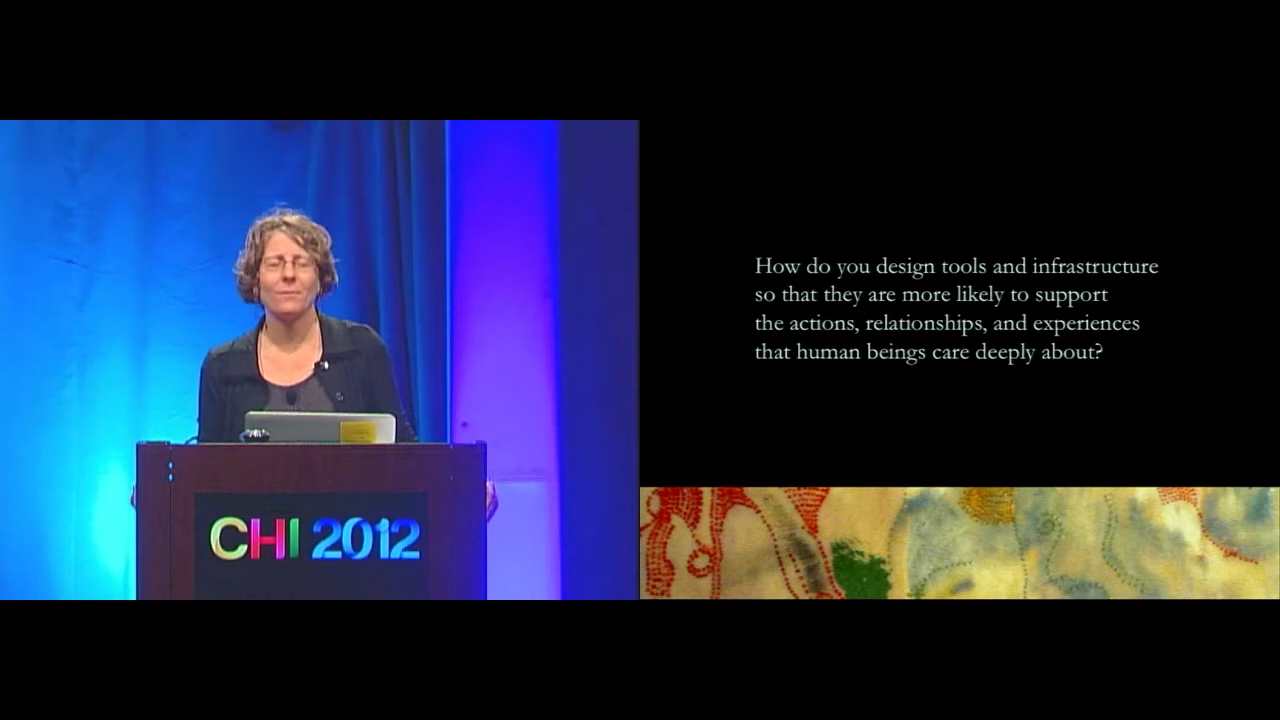 CHI 2012
How do you design tools and infrastructure
so that they are more likely to support
the actions, relationships, and experiences
that human beings care deeply about?